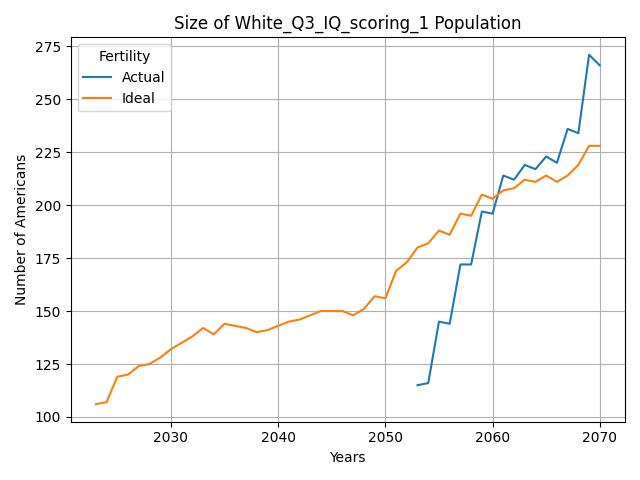 Size of White_Q3_IQ_scoring_1 Population
Fertility
Actual
Ideal
Number of Americans
275
250
225
200
175
150
125
100
2030
2040
2050
2060
2070
Years